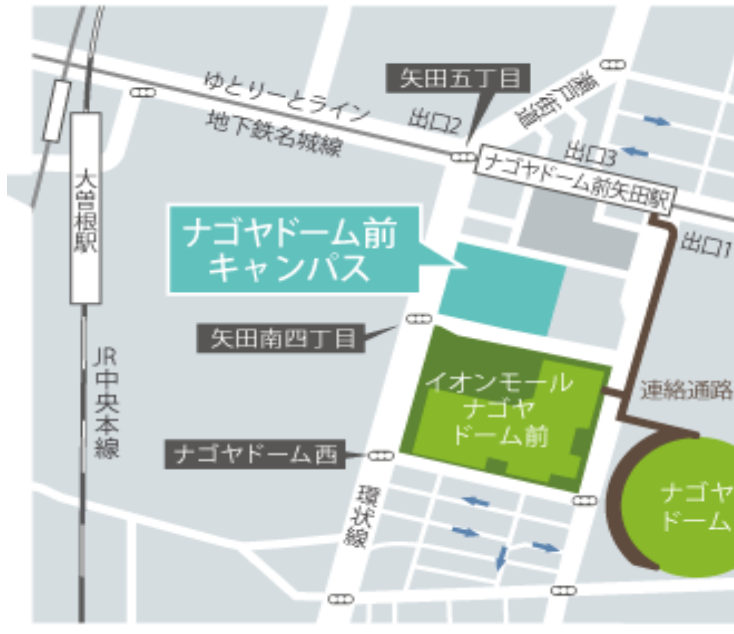 矢田五丁目
瀬戸街道
ゆとりーとライン
出口2
地下鉄名城線
出口3
ナゴヤドーム前矢田駅
大曽根駅
ナゴヤドーム前
キャンパス
出口1
矢田南四丁目
JR中央本線
イオンモール
ナゴヤ
ドーム前
連絡通路
ナゴヤドーム西
ナゴヤ
ドーム
環状線